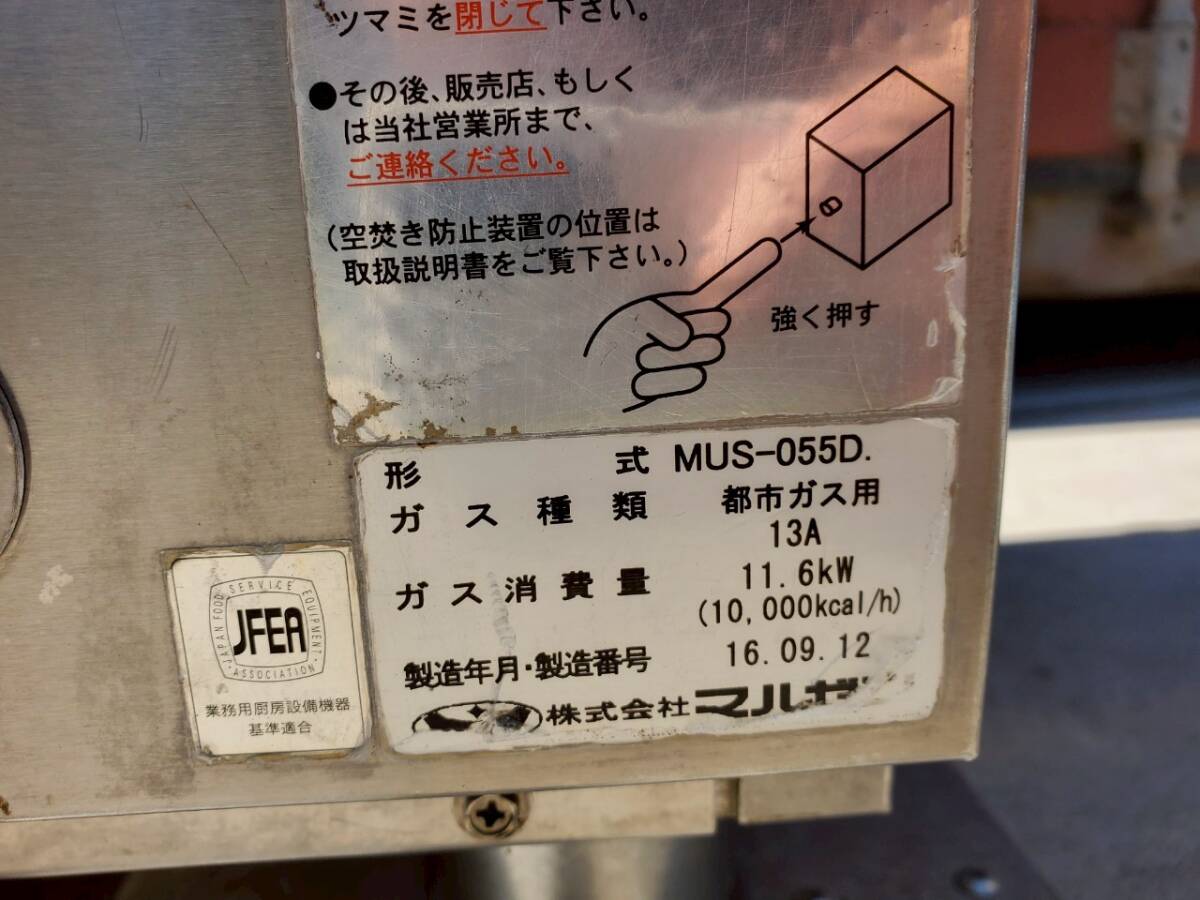 ツマミを閉じて下さい。
●その後、販売店、もしく
は当社営業所まで、
ご連絡ください。
(空焚き防止装置の位置は
取扱説明書をご覧下さい。)
強く押す
形 式 MUS-055D.
ガス種類 都市ガス用
13A
ガス消費量 11.6kW
(10,000kcal/h)
製造年月・製造番号 16.09.12
株式会社マルゼン
JAPAN FOOD SERVICE EQUIPMENT
JFEA
ASSOCIATION
業務用厨房設備機器
基準適合